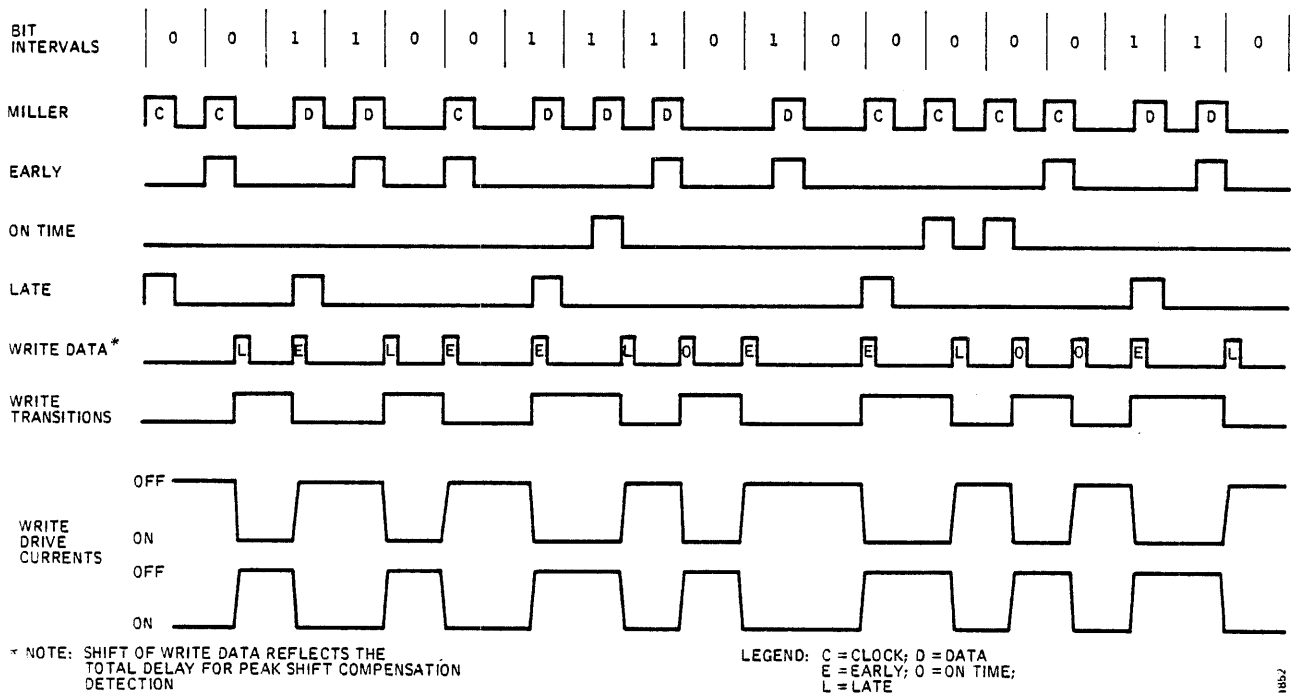 BIT
INTERVALS
0 0 1 1 0 0 1 1 1 0 1 0 0 0 0 0 1 1 0
MILLER
C C D D C D D D D C C C C D D
EARLY
ON TIME
LATE
WRITE DATA*
L E L E E L O E E L O O E L
WRITE
TRANSITIONS
OFF
WRITE
DRIVE
CURRENTS
ON
OFF
ON
* NOTE: SHIFT OF WRITE DATA REFLECTS THE
TOTAL DELAY FOR PEAK SHIFT COMPENSATION
DETECTION
LEGEND: C = CLOCK; D = DATA
E = EARLY; O = ON TIME;
L = LATE